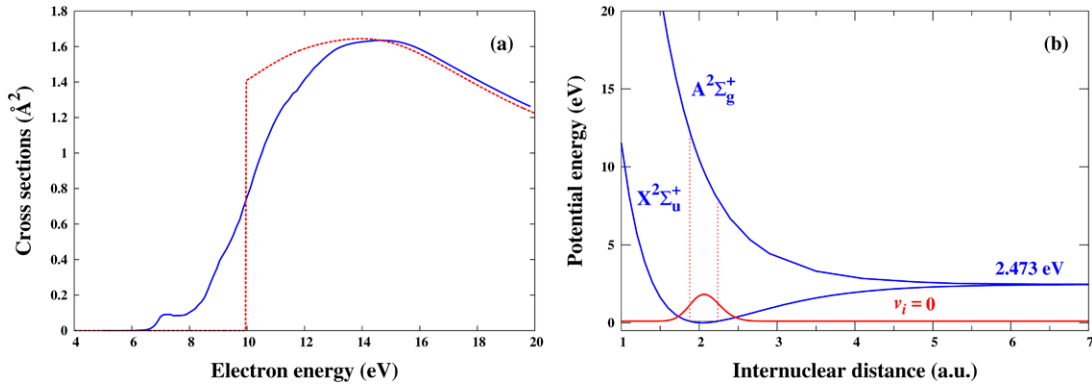 (a)
Cross sections (Å²)
1.8
1.6
1.4
1.2
1
0.8
0.6
0.4
0.2
0
4 6 8 10 12 14 16 18 20
Electron energy (eV)
(b)
Potential energy (eV)
20
15
10
5
0
A²Σg⁺
X²Σu⁺
2.473 eV
vᵢ = 0
1 2 3 4 5 6 7
Internuclear distance (a.u.)